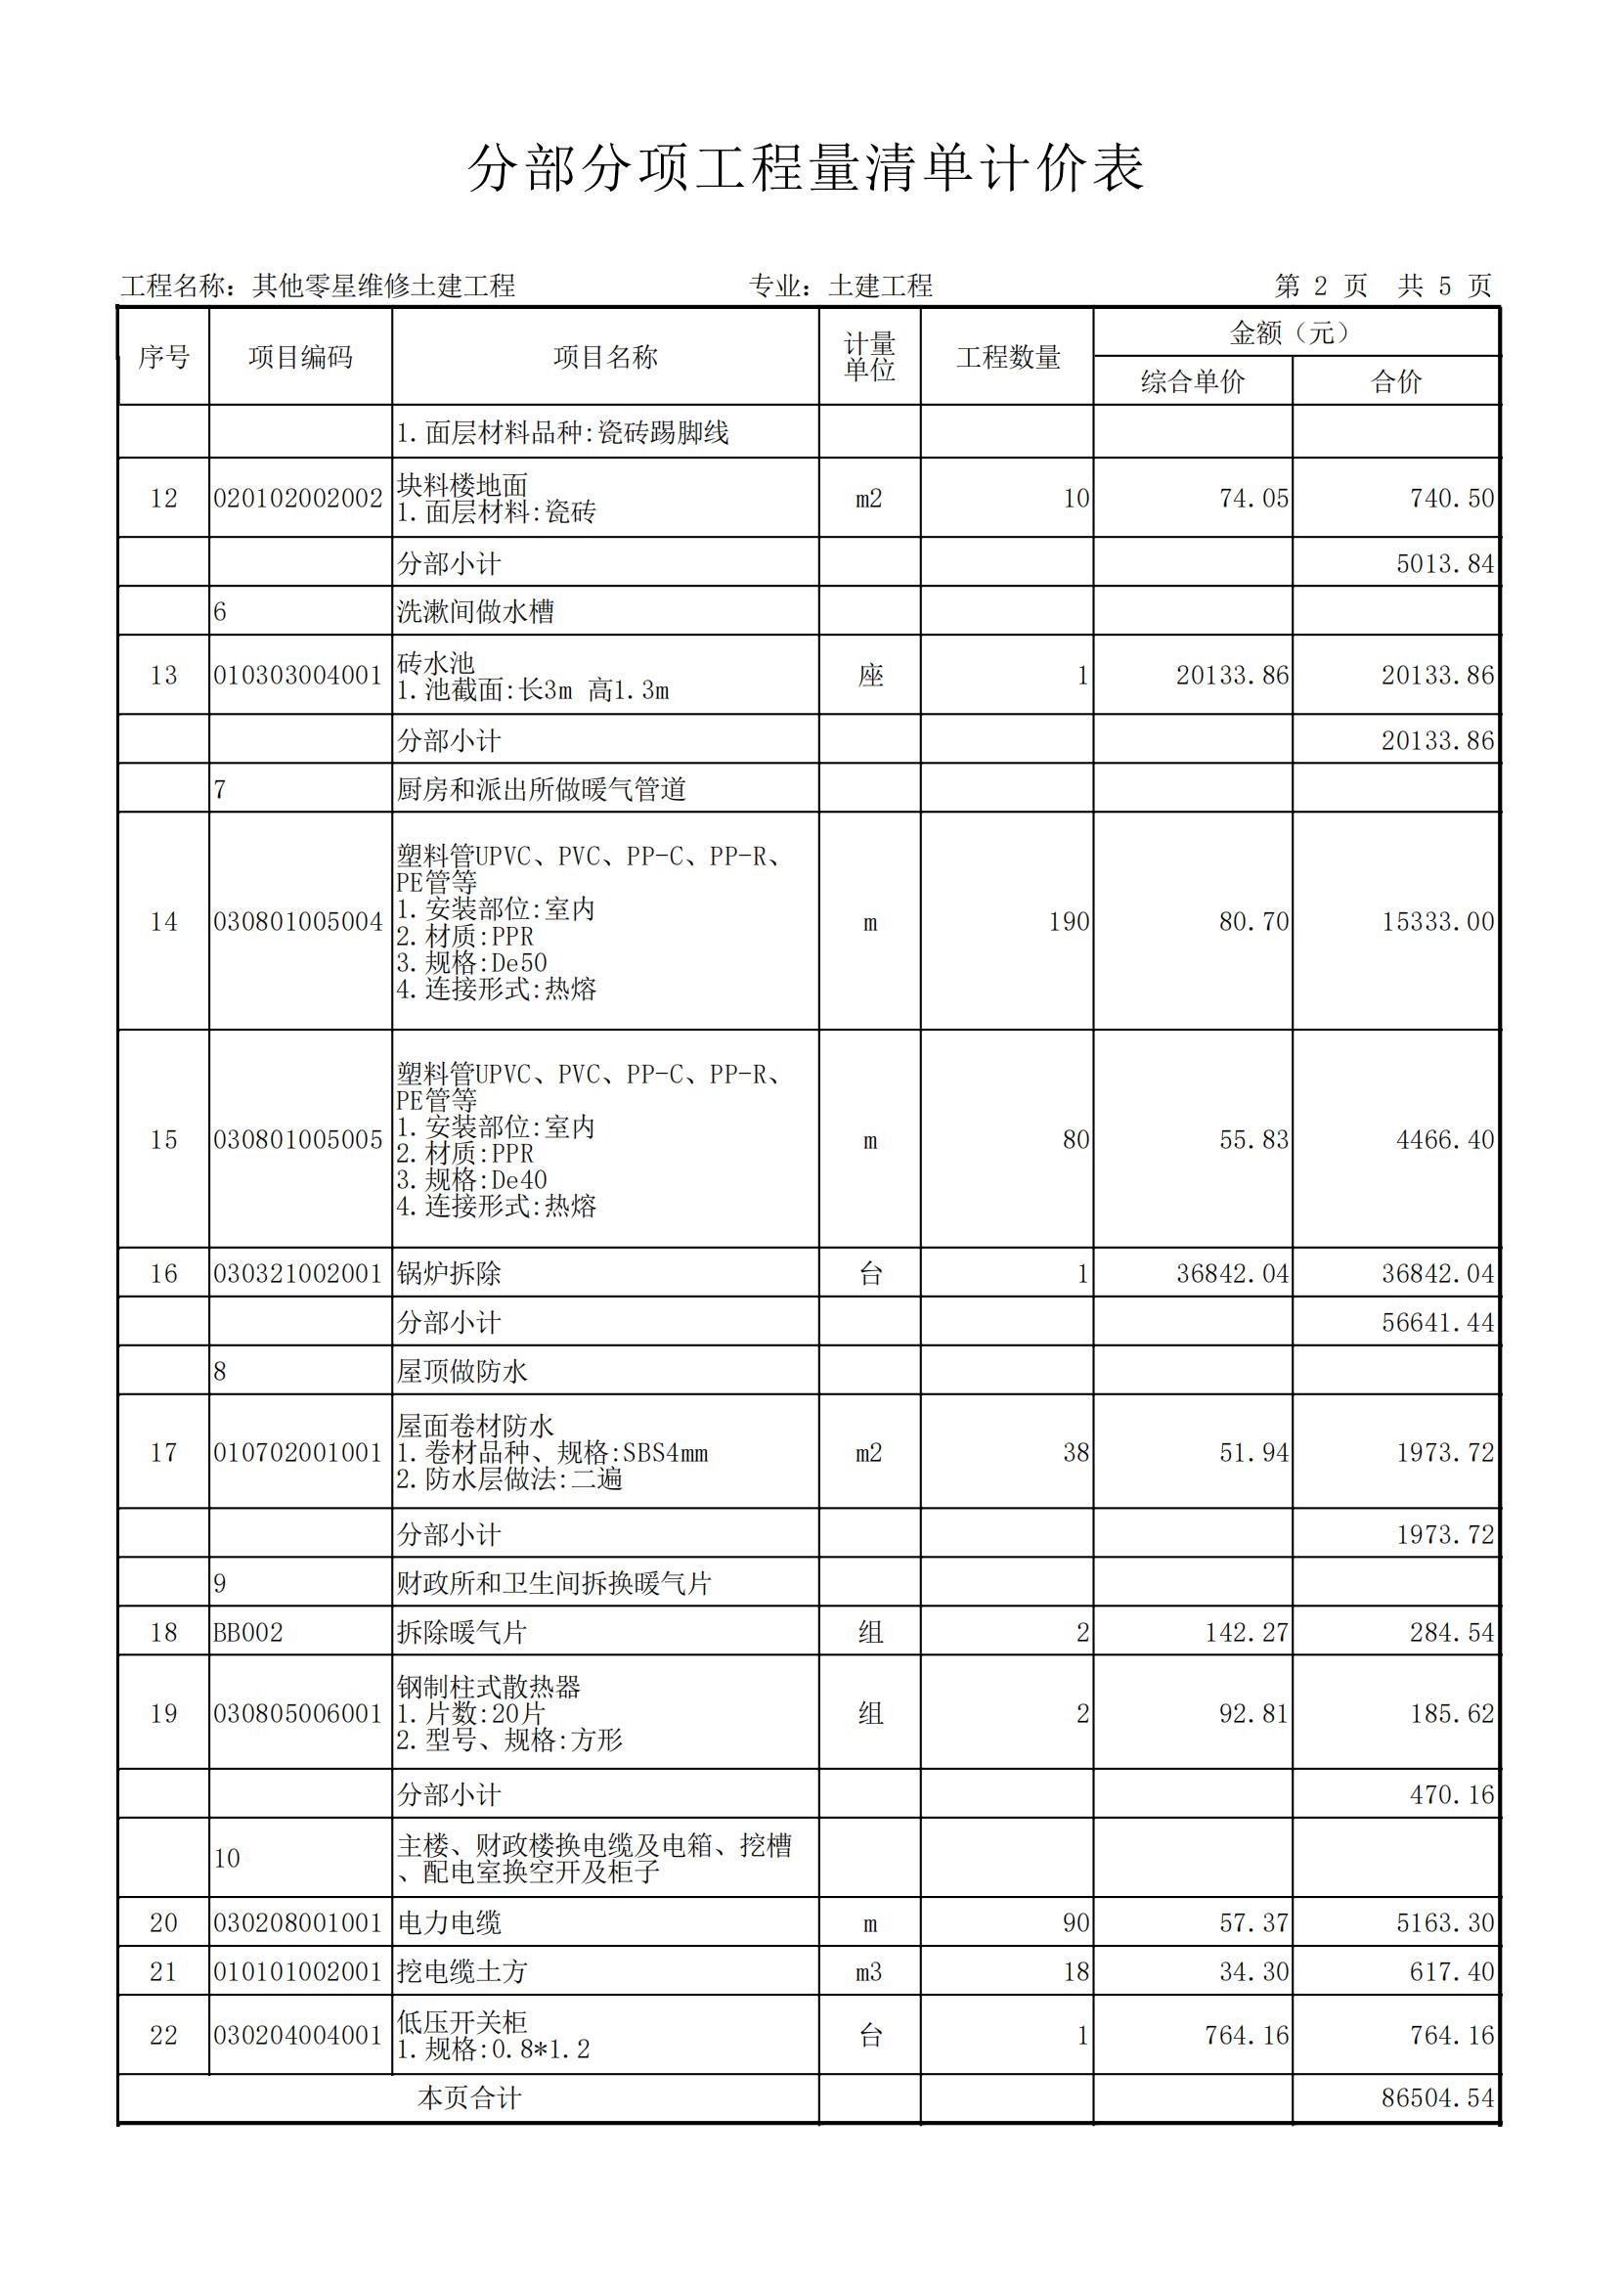 分部分项工程量清单计价表
工程名称：其他零星维修土建工程 专业：土建工程 第 2 页 共 5 页
序号 项目编码 项目名称 计量单位 工程数量 金额（元）
综合单价 合价
1.面层材料品种:瓷砖踢脚线
12 020102002002 块料楼地面
1.面层材料:瓷砖 m2 10 74.05 740.50
分部小计 5013.84
6 洗漱间做水槽
13 010303004001 砖水池
1.池截面:长3m 高1.3m 座 1 20133.86 20133.86
分部小计 20133.86
7 厨房和派出所做暖气管道
14 030801005004 塑料管UPVC、PVC、PP-C、PP-R、
PE管等
1.安装部位:室内
2.材质:PPR
3.规格:De50
4.连接形式:热熔 m 190 80.70 15333.00
15 030801005005 塑料管UPVC、PVC、PP-C、PP-R、
PE管等
1.安装部位:室内
2.材质:PPR
3.规格:De40
4.连接形式:热熔 m 80 55.83 4466.40
16 030321002001 锅炉拆除 台 1 36842.04 36842.04
分部小计 56641.44
8 屋顶做防水
17 010702001001 屋面卷材防水
1.卷材品种、规格:SBS4mm
2.防水层做法:二遍 m2 38 51.94 1973.72
分部小计 1973.72
9 财政所和卫生间拆换暖气片
18 BB002 拆除暖气片 组 2 142.27 284.54
19 030805006001 钢制柱式散热器
1.片数:20片
2.型号、规格:方形 组 2 92.81 185.62
分部小计 470.16
10 主楼、财政楼换电缆及电箱、挖槽
、配电室换空开及柜子
20 030208001001 电力电缆 m 90 57.37 5163.30
21 010101002001 挖电缆土方 m3 18 34.30 617.40
22 030204004001 低压开关柜
1.规格:0.8*1.2 台 1 764.16 764.16
本页合计 86504.54